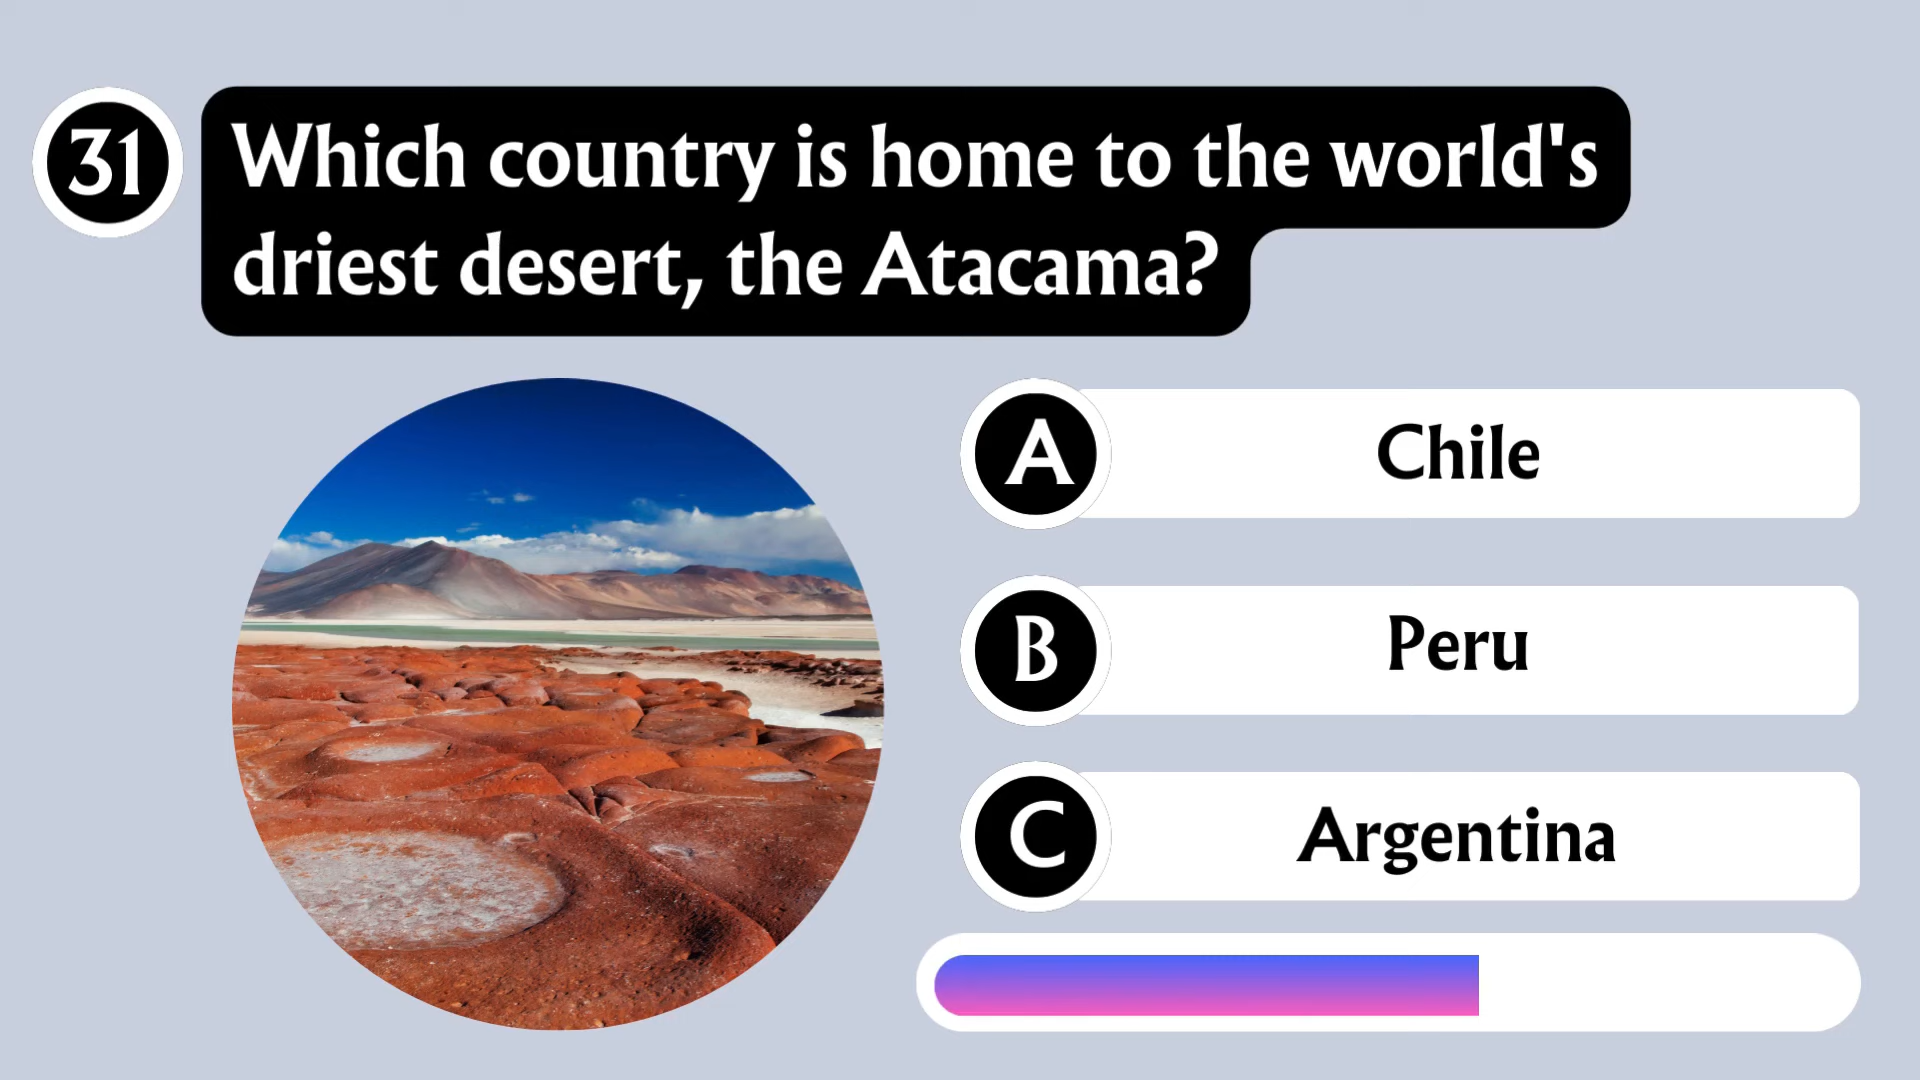 31
Which country is home to the world's
driest desert, the Atacama?
A
Chile
B
Peru
C
Argentina